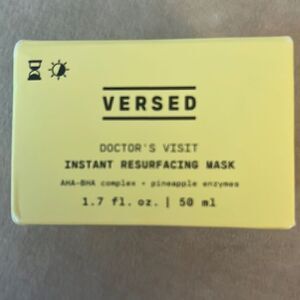 VERSED
DOCTOR'S VISIT
INSTANT RESURFACING MASK
AHA-BHA complex + pineapple enzymes
1.7 fl. oz. | 50 ml